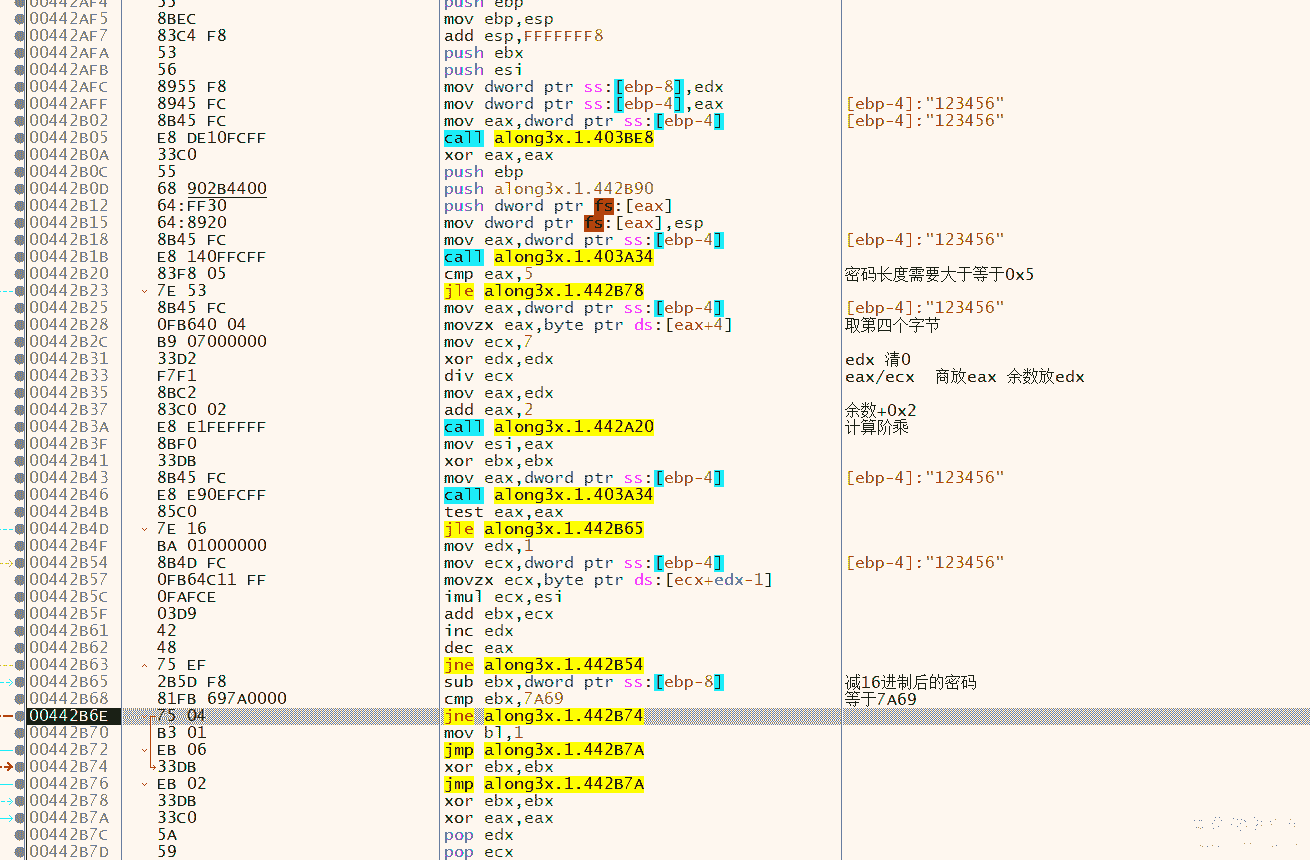 00442AF4 55 push ebp
00442AF5 8BEC mov ebp,esp
00442AF7 83C4 F8 add esp,FFFFFFF8
00442AFA 53 push ebx
00442AFB 56 push esi
00442AFC 8955 F8 mov dword ptr ss:[ebp-8],edx
00442AFF 8945 FC mov dword ptr ss:[ebp-4],eax [ebp-4]:"123456"
00442B02 8B45 FC mov eax,dword ptr ss:[ebp-4] [ebp-4]:"123456"
00442B05 E8 DE10FCFF call along3x.1.403BE8
00442B0A 33C0 xor eax,eax
00442B0C 55 push ebp
00442B0D 68 902B4400 push along3x.1.442B90
00442B12 64:FF30 push dword ptr fs:[eax]
00442B15 64:8920 mov dword ptr fs:[eax],esp
00442B18 8B45 FC mov eax,dword ptr ss:[ebp-4] [ebp-4]:"123456"
00442B1B E8 140FFCFF call along3x.1.403A34
00442B20 83F8 05 cmp eax,5 密码长度需要大于等于0x5
00442B23 7E 53 jle along3x.1.442B78
00442B25 8B45 FC mov eax,dword ptr ss:[ebp-4] [ebp-4]:"123456"
00442B28 0FB640 04 movzx eax,byte ptr ds:[eax+4] 取第四个字节
00442B2C B9 07000000 mov ecx,7
00442B31 33D2 xor edx,edx edx 清0
00442B33 F7F1 div ecx eax/ecx 商放eax 余数放edx
00442B35 8BC2 mov eax,edx
00442B37 83C0 02 add eax,2 余数+0x2
00442B3A E8 E1FEFFFF call along3x.1.442A20 计算阶乘
00442B3F 8BF0 mov esi,eax
00442B41 33DB xor ebx,ebx
00442B43 8B45 FC mov eax,dword ptr ss:[ebp-4] [ebp-4]:"123456"
00442B46 E8 E90EFCFF call along3x.1.403A34
00442B4B 85C0 test eax,eax
00442B4D 7E 16 jle along3x.1.442B65
00442B4F BA 01000000 mov edx,1
00442B54 8B4D FC mov ecx,dword ptr ss:[ebp-4] [ebp-4]:"123456"
00442B57 0FB64C11 FF movzx ecx,byte ptr ds:[ecx+edx-1]
00442B5C 0FAFCE imul ecx,esi
00442B5F 03D9 add ebx,ecx
00442B61 42 inc edx
00442B62 48 dec eax
00442B63 75 EF jne along3x.1.442B54
00442B65 2B5D F8 sub ebx,dword ptr ss:[ebp-8] 减16进制后的密码
00442B68 81FB 697A0000 cmp ebx,7A69 等于7A69
00442B6E 75 04 jne along3x.1.442B74
00442B70 B3 01 mov bl,1
00442B72 EB 06 jmp along3x.1.442B7A
00442B74 33DB xor ebx,ebx
00442B76 EB 02 jmp along3x.1.442B7A
00442B78 33DB xor ebx,ebx
00442B7A 33C0 xor eax,eax
00442B7C 5A pop edx
00442B7D 59 pop ecx